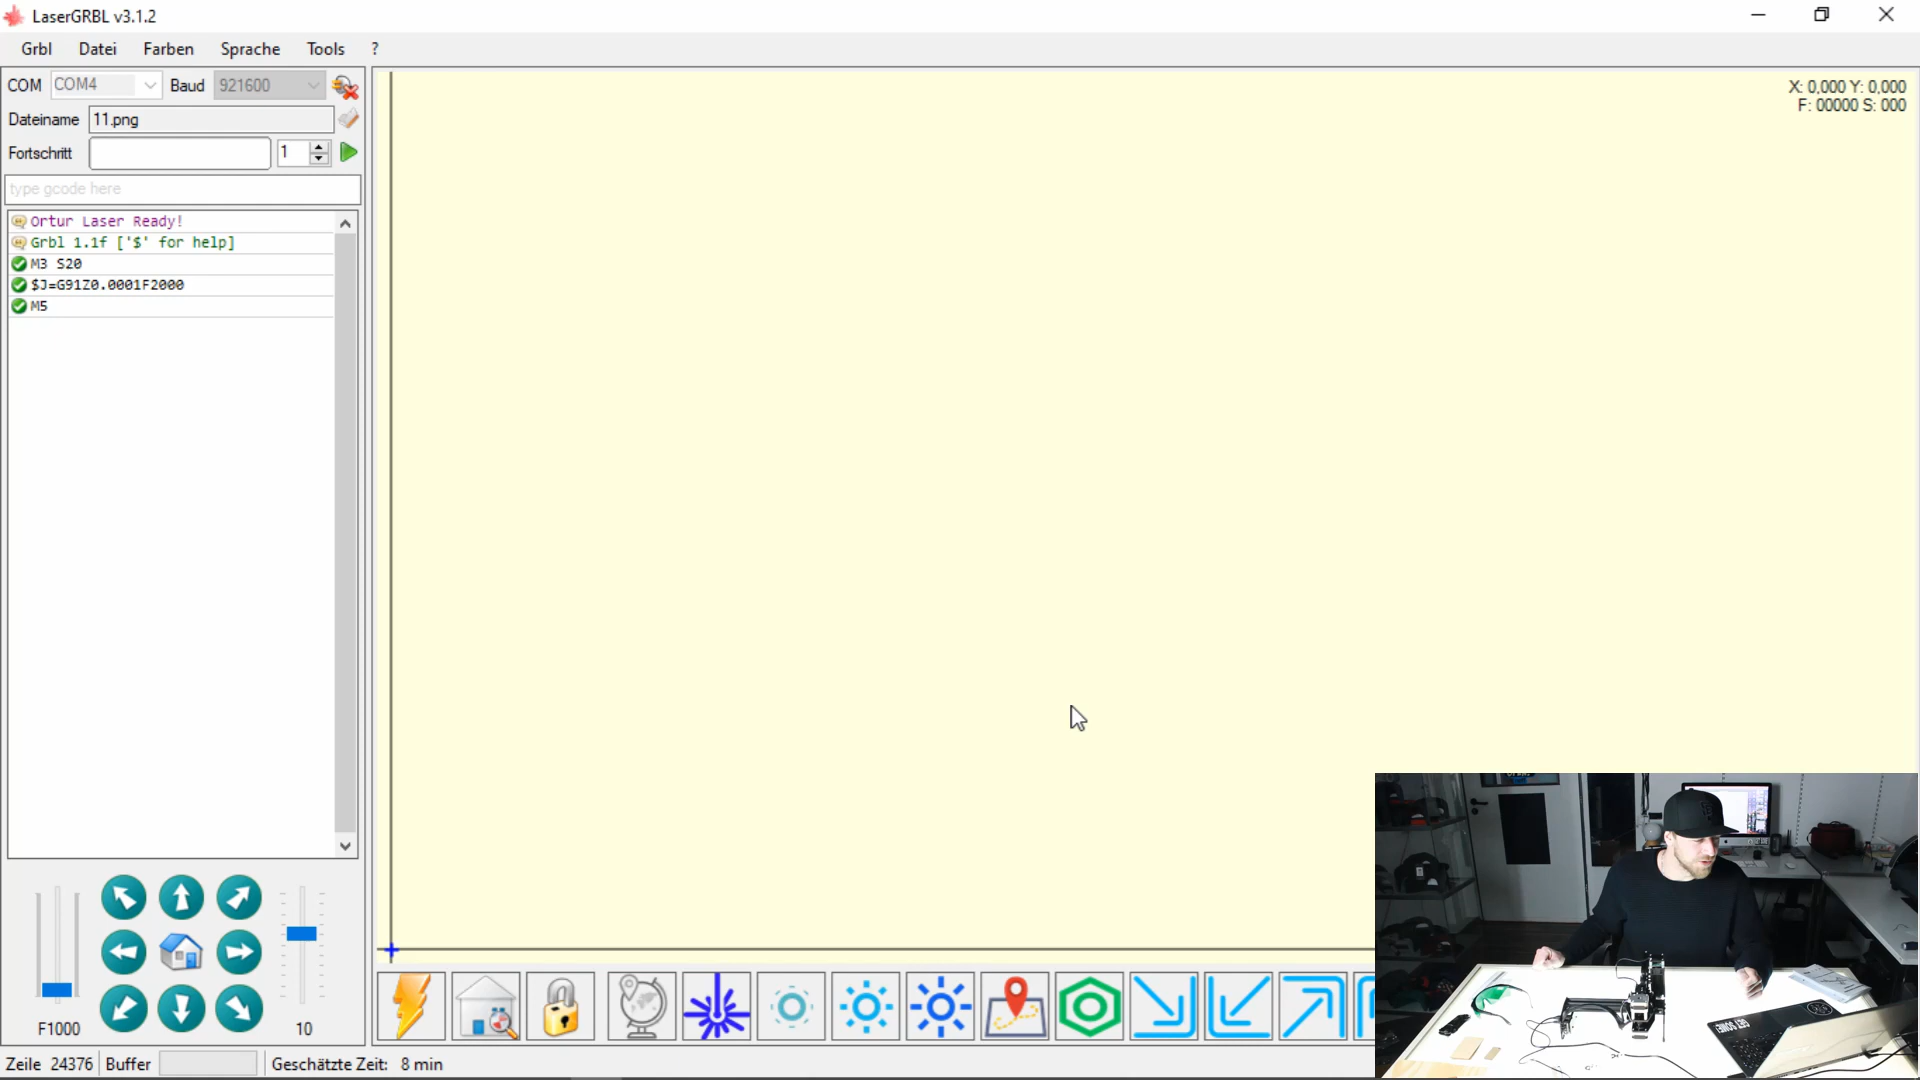 LaserGRBL v3.1.2
Grbl Datei Farben Sprache Tools ?
COM COM4 Baud 921600
Dateiname 11.png
Fortschritt 1
type gcode here
Ortur Laser Ready!
Grbl 1.1f ['$' for help]
M3 S20
$J=G91Z0.0001F2000
M5
X: 0,000 Y: 0,000
F: 00000 S: 000
F1000
10
Zeile 24376 Buffer Geschätzte Zeit: 8 min